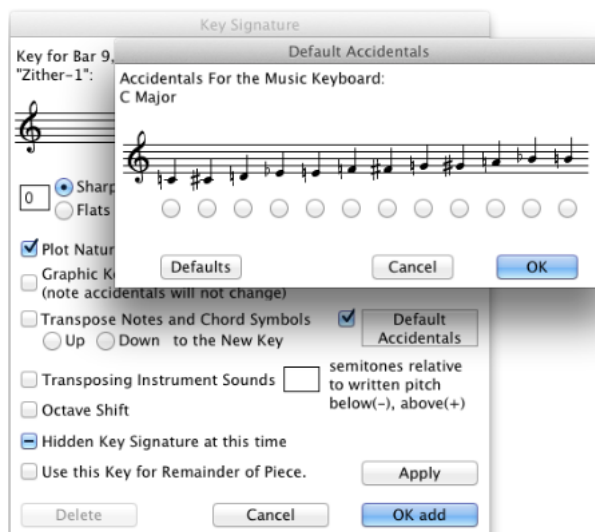 Key Signature
Key for Bar 9,
"Zither-1":
Default Accidentals
Accidentals For the Music Keyboard:
C Major
Defaults
Cancel
OK
0
Flats
Graphic
(note accidentals will not change)
Transpose Notes and Chord Symbols
Up Down to the New Key
Default
Accidentals
Transposing Instrument Sounds
semitones relative
to written pitch
below(-), above(+)
Octave Shift
Hidden Key Signature at this time
Use this Key for Remainder of Piece.
Apply
Delete
Cancel
OK add